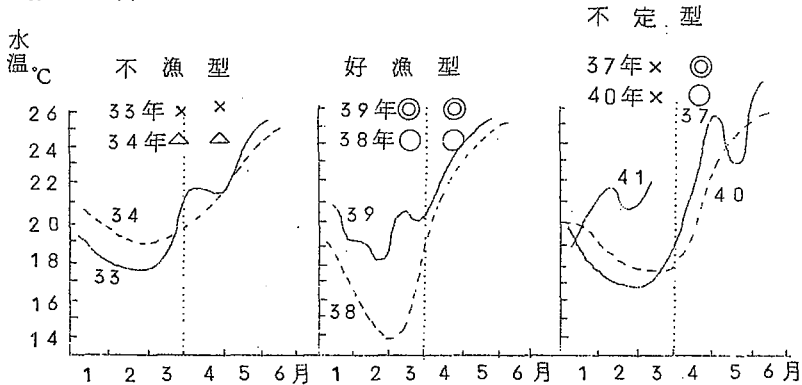 不定型
水温℃
不漁型
好漁型
37年× ◎
40年× ○
33年× ×
34年△ △
39年◎ ◎
38年○ ○
26
24
22
20
18
16
14
34
33
39
38
37
41
40
1 2 3 4 5 6月
1 2 3 4 5 6月
1 2 3 4 5 6月